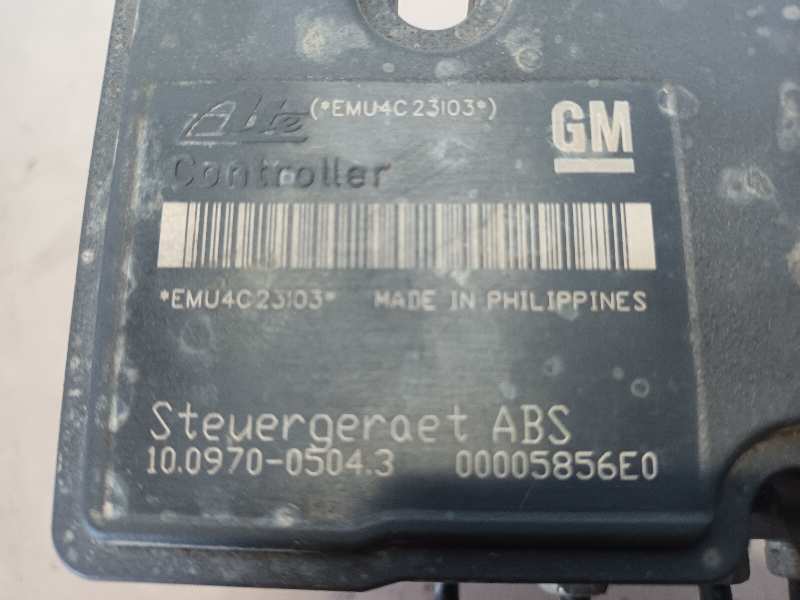 Ate (*EMU4C23103*) GM
Controller
*EMU4C23103* MADE IN PHILIPPINES
Steuergeraet ABS
10.0970-0504.3 00005856E0